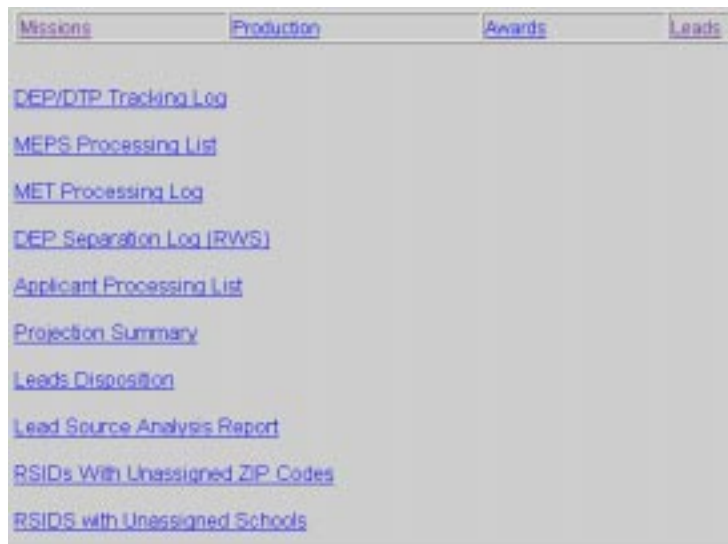 Missions Production Awards Leads
DEP/DTP Tracking Log
MEPS Processing List
MET Processing Log
DEP Separation Log (RWS)
Applicant Processing List
Projection Summary
Leads Disposition
Lead Source Analysis Report
RSIDs With Unassigned ZIP Codes
RSIDS with Unassigned Schools